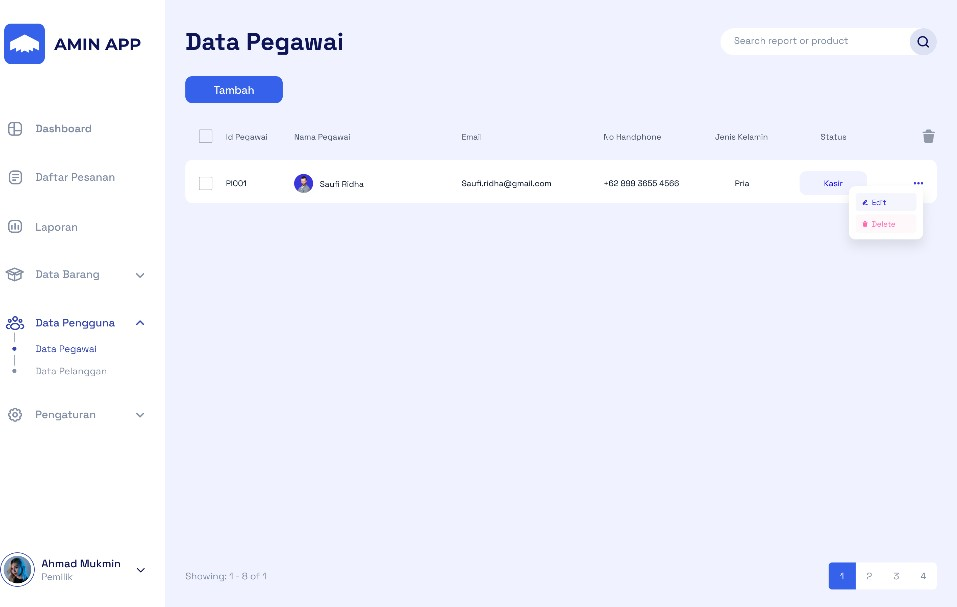 AMIN APP
Dashboard
Daftar Pesanan
Laporan
Data Barang
Data Pengguna
Data Pegawai
Data Pelanggan
Pengaturan
Ahmad Mukmin
Pemilik
Data Pegawai
Search report or product
Tambah
Id Pegawai Nama Pegawai Email No Handphone Jenis Kelamin Status
P1001 Saufi Ridha Saufi.ridha@gmail.com +62 899 3655 4566 Pria Kasir
Edit
Delete
Showing: 1 - 8 of 1
1 2 3 4